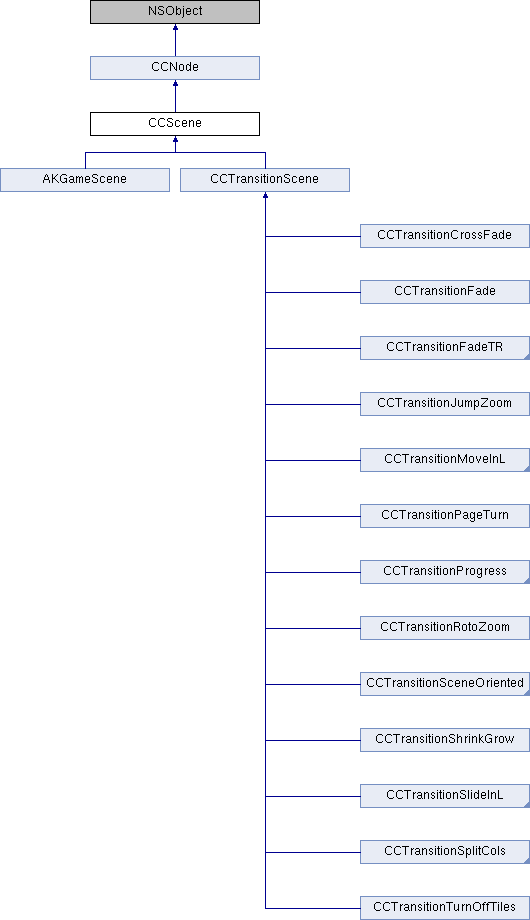 NSObject
CCNode
CCScene
AKGameScene
CCTransitionScene
CCTransitionCrossFade
CCTransitionFade
CCTransitionFadeTR
CCTransitionJumpZoom
CCTransitionMoveInL
CCTransitionPageTurn
CCTransitionProgress
CCTransitionRotoZoom
CCTransitionSceneOriented
CCTransitionShrinkGrow
CCTransitionSlideInL
CCTransitionSplitCols
CCTransitionTurnOffTiles